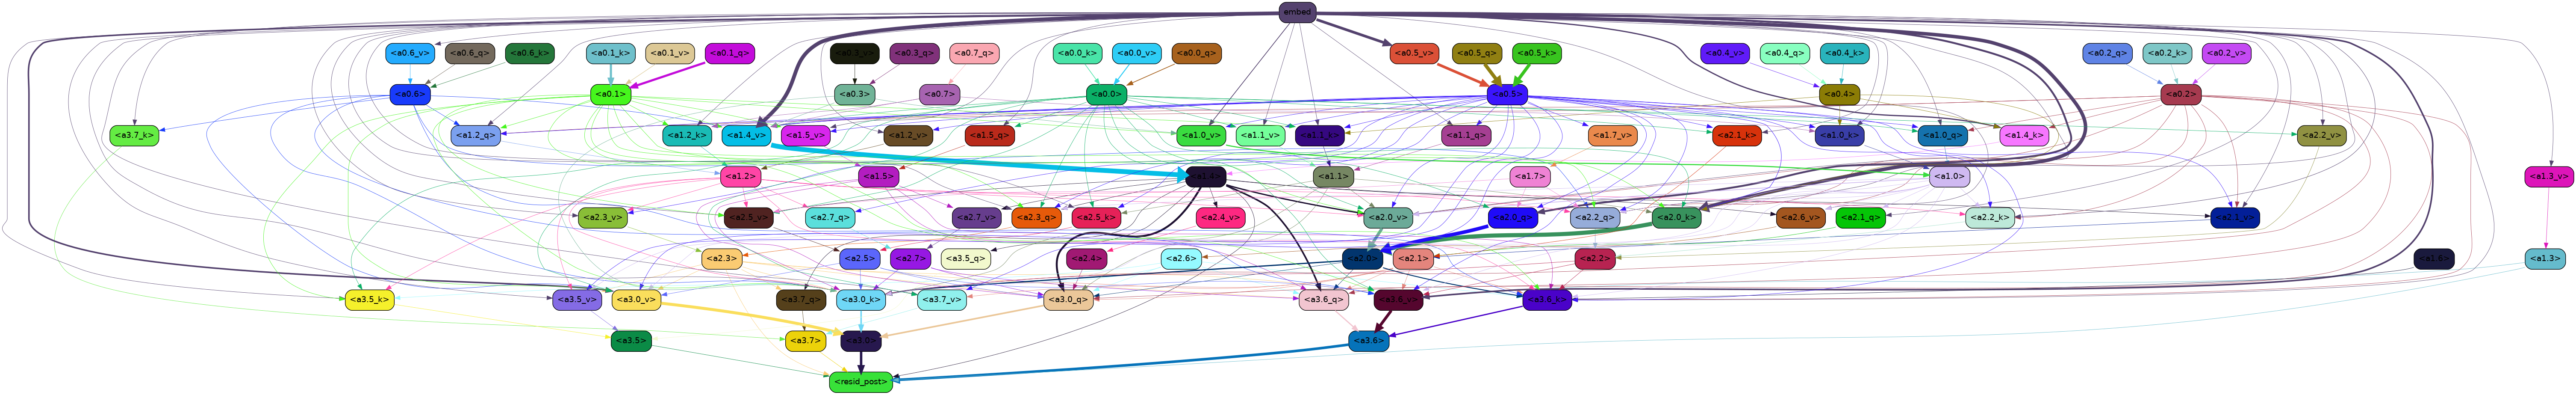 embed
<a0.6_v> <a0.6_q> <a0.6_k> <a0.1_k> <a0.1_v> <a0.1_q> <a0.3_q> <a0.7_q> <a0.0_k> <a0.0_v> <a0.0_q> <a0.5_v> <a0.5_q> <a0.5_k> <a0.4_v> <a0.4_q> <a0.4_k> <a0.2_q> <a0.2_k> <a0.2_v>
<a0.6> <a0.1> <a0.3> <a0.7> <a0.0> <a0.5> <a0.4> <a0.2>
<a3.7_k> <a1.2_q> <a1.2_k> <a1.4_v> <a1.5_v> <a1.2_v> <a1.5_q> <a1.0_v> <a1.1_v> <a1.1_k> <a1.1_q> <a1.7_v> <a2.1_k> <a1.0_k> <a1.0_q> <a1.4_k> <a2.2_v>
<a1.2> <a1.5> <a1.4> <a1.1> <a1.7> <a1.0> <a1.3_v>
<a2.3_v> <a2.5_v> <a2.7_q> <a2.7_v> <a2.3_q> <a2.5_k> <a2.4_v> <a2.0_v> <a2.0_q> <a2.2_q> <a2.0_k> <a2.6_v> <a2.1_q> <a2.2_k> <a2.1_v>
<a2.3> <a2.5> <a2.7> <a3.5_q> <a2.4> <a2.6> <a2.0> <a2.1> <a2.2> <a1.6> <a1.3>
<a3.5_k> <a3.5_v> <a3.0_v> <a3.7_q> <a3.0_k> <a3.7_v> <a3.0_q> <a3.6_q> <a3.6_v> <a3.6_k>
<a3.5> <a3.7> <a3.0> <a3.6>
<resid_post>